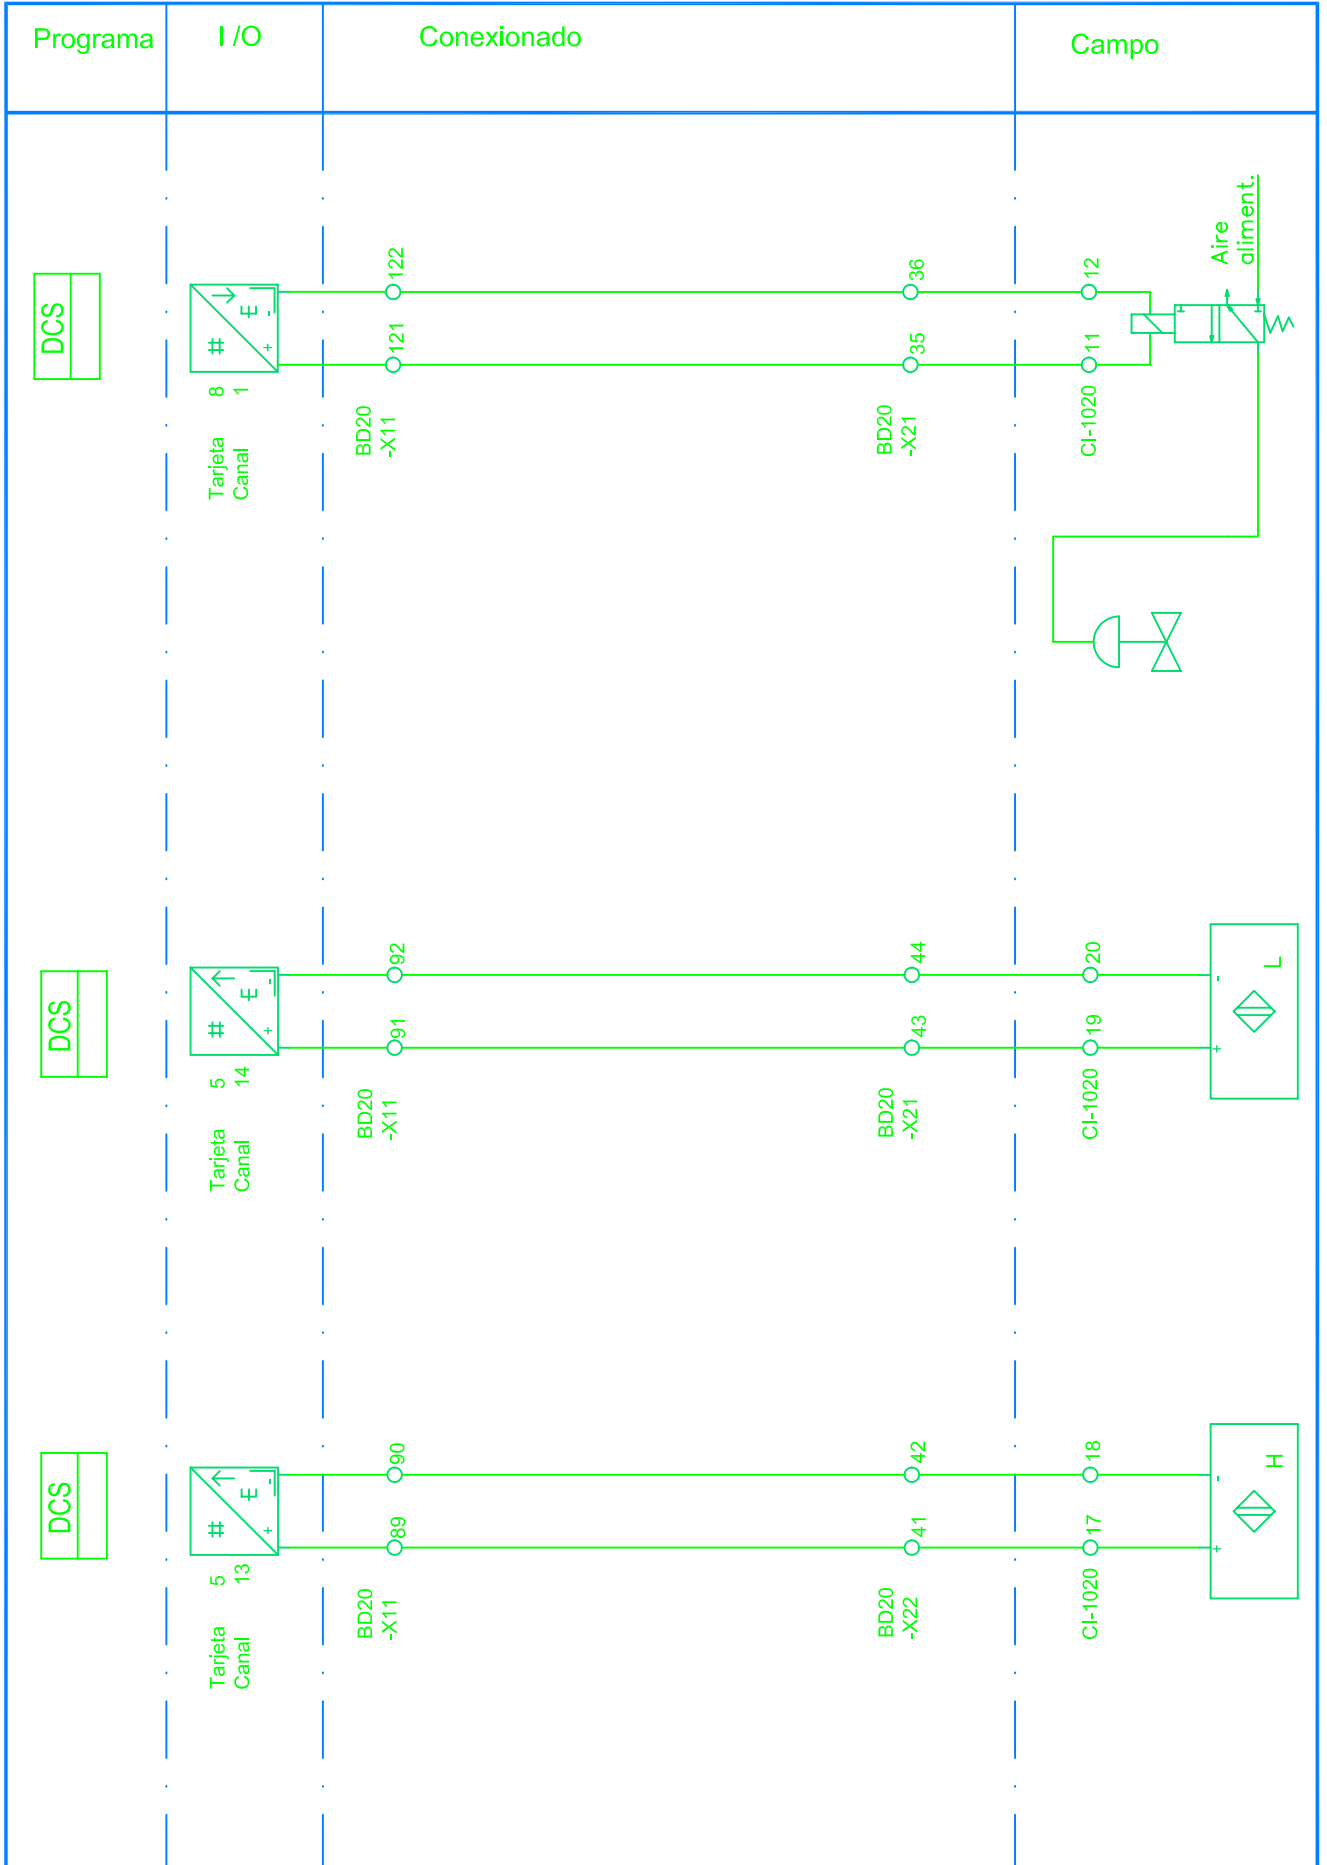 Programa
I /O
Conexionado
Campo
DCS
#
E
-
+
8
1
Tarjeta
Canal
122
121
BD20
-X11
36
35
BD20
-X21
12
11
CI-1020
Aire
aliment.
DCS
#
E
-
+
5
14
Tarjeta
Canal
92
91
BD20
-X11
44
43
BD20
-X21
20
19
CI-1020
-
+
L
DCS
#
E
-
+
5
13
Tarjeta
Canal
90
89
BD20
-X11
42
41
BD20
-X22
18
17
CI-1020
-
+
H